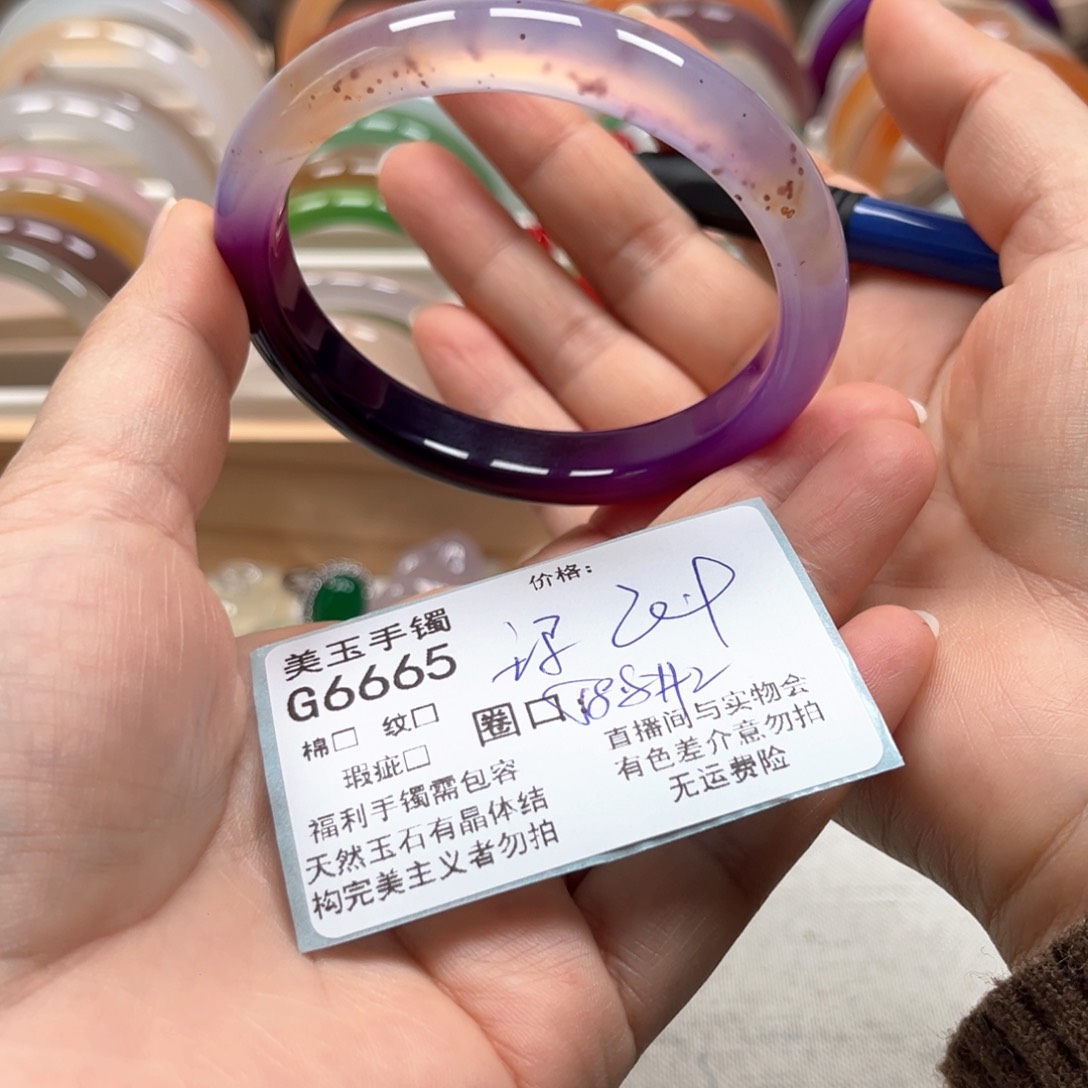 价格:
美玉手镯
G6665
棉□ 纹□
圈口:
瑕疵□
福利手镯需包容
天然玉石有晶体结
构完美主义者勿拍
直播间与实物会
有色差介意勿拍
无运费险